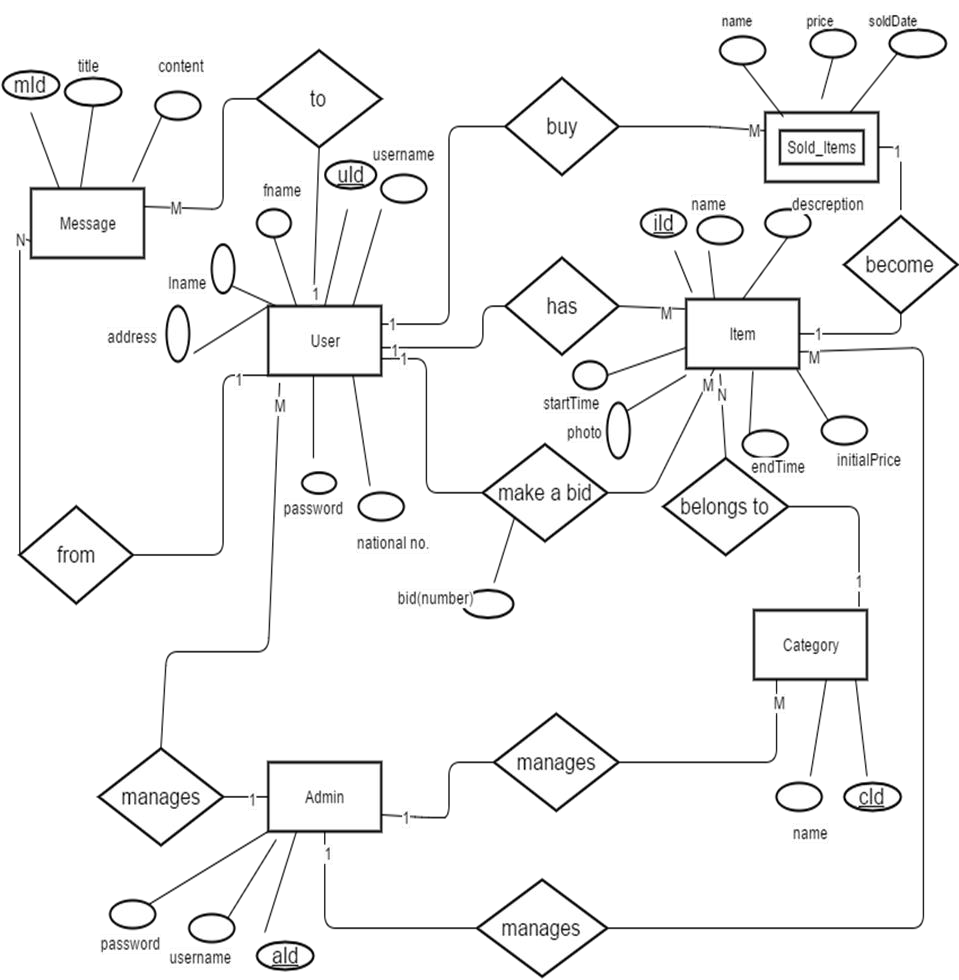 name
price
soldDate
title
content
mId
to
buy
M
Sold_Items
1
uId
username
fname
M
Message
N
iId
name
descreption
become
lname
1
address
User
1
has
M
Item
1
1
1
M
startTime
1
M
M
N
photo
endTime
initialPrice
password
make a bid
belongs to
national no.
from
bid(number)
1
Category
M
manages
manages
1
Admin
1
cId
name
1
manages
password
username
aId